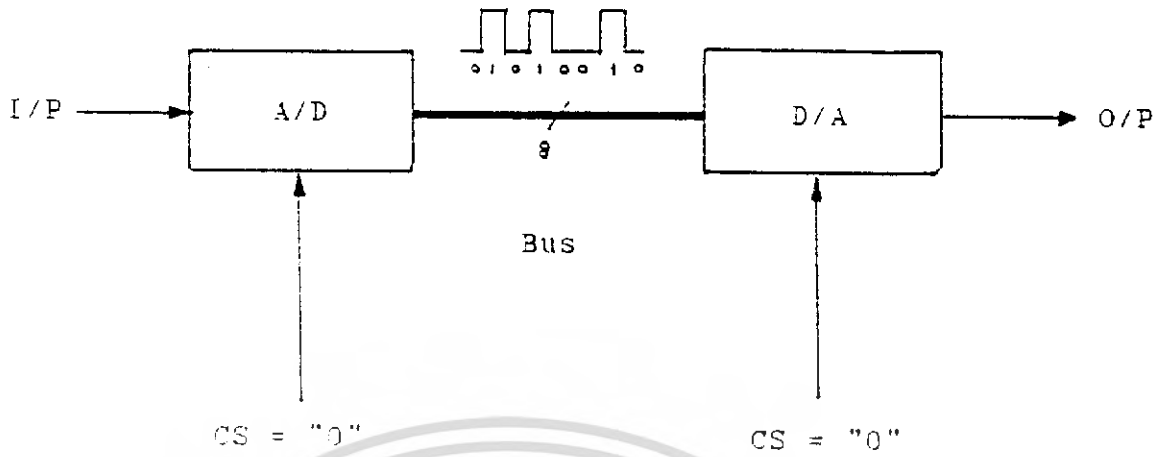 0 1 0 1 0 0 1 0
I/P
A/D
8
D/A
O/P
Bus
CS = "0"
CS = "0"